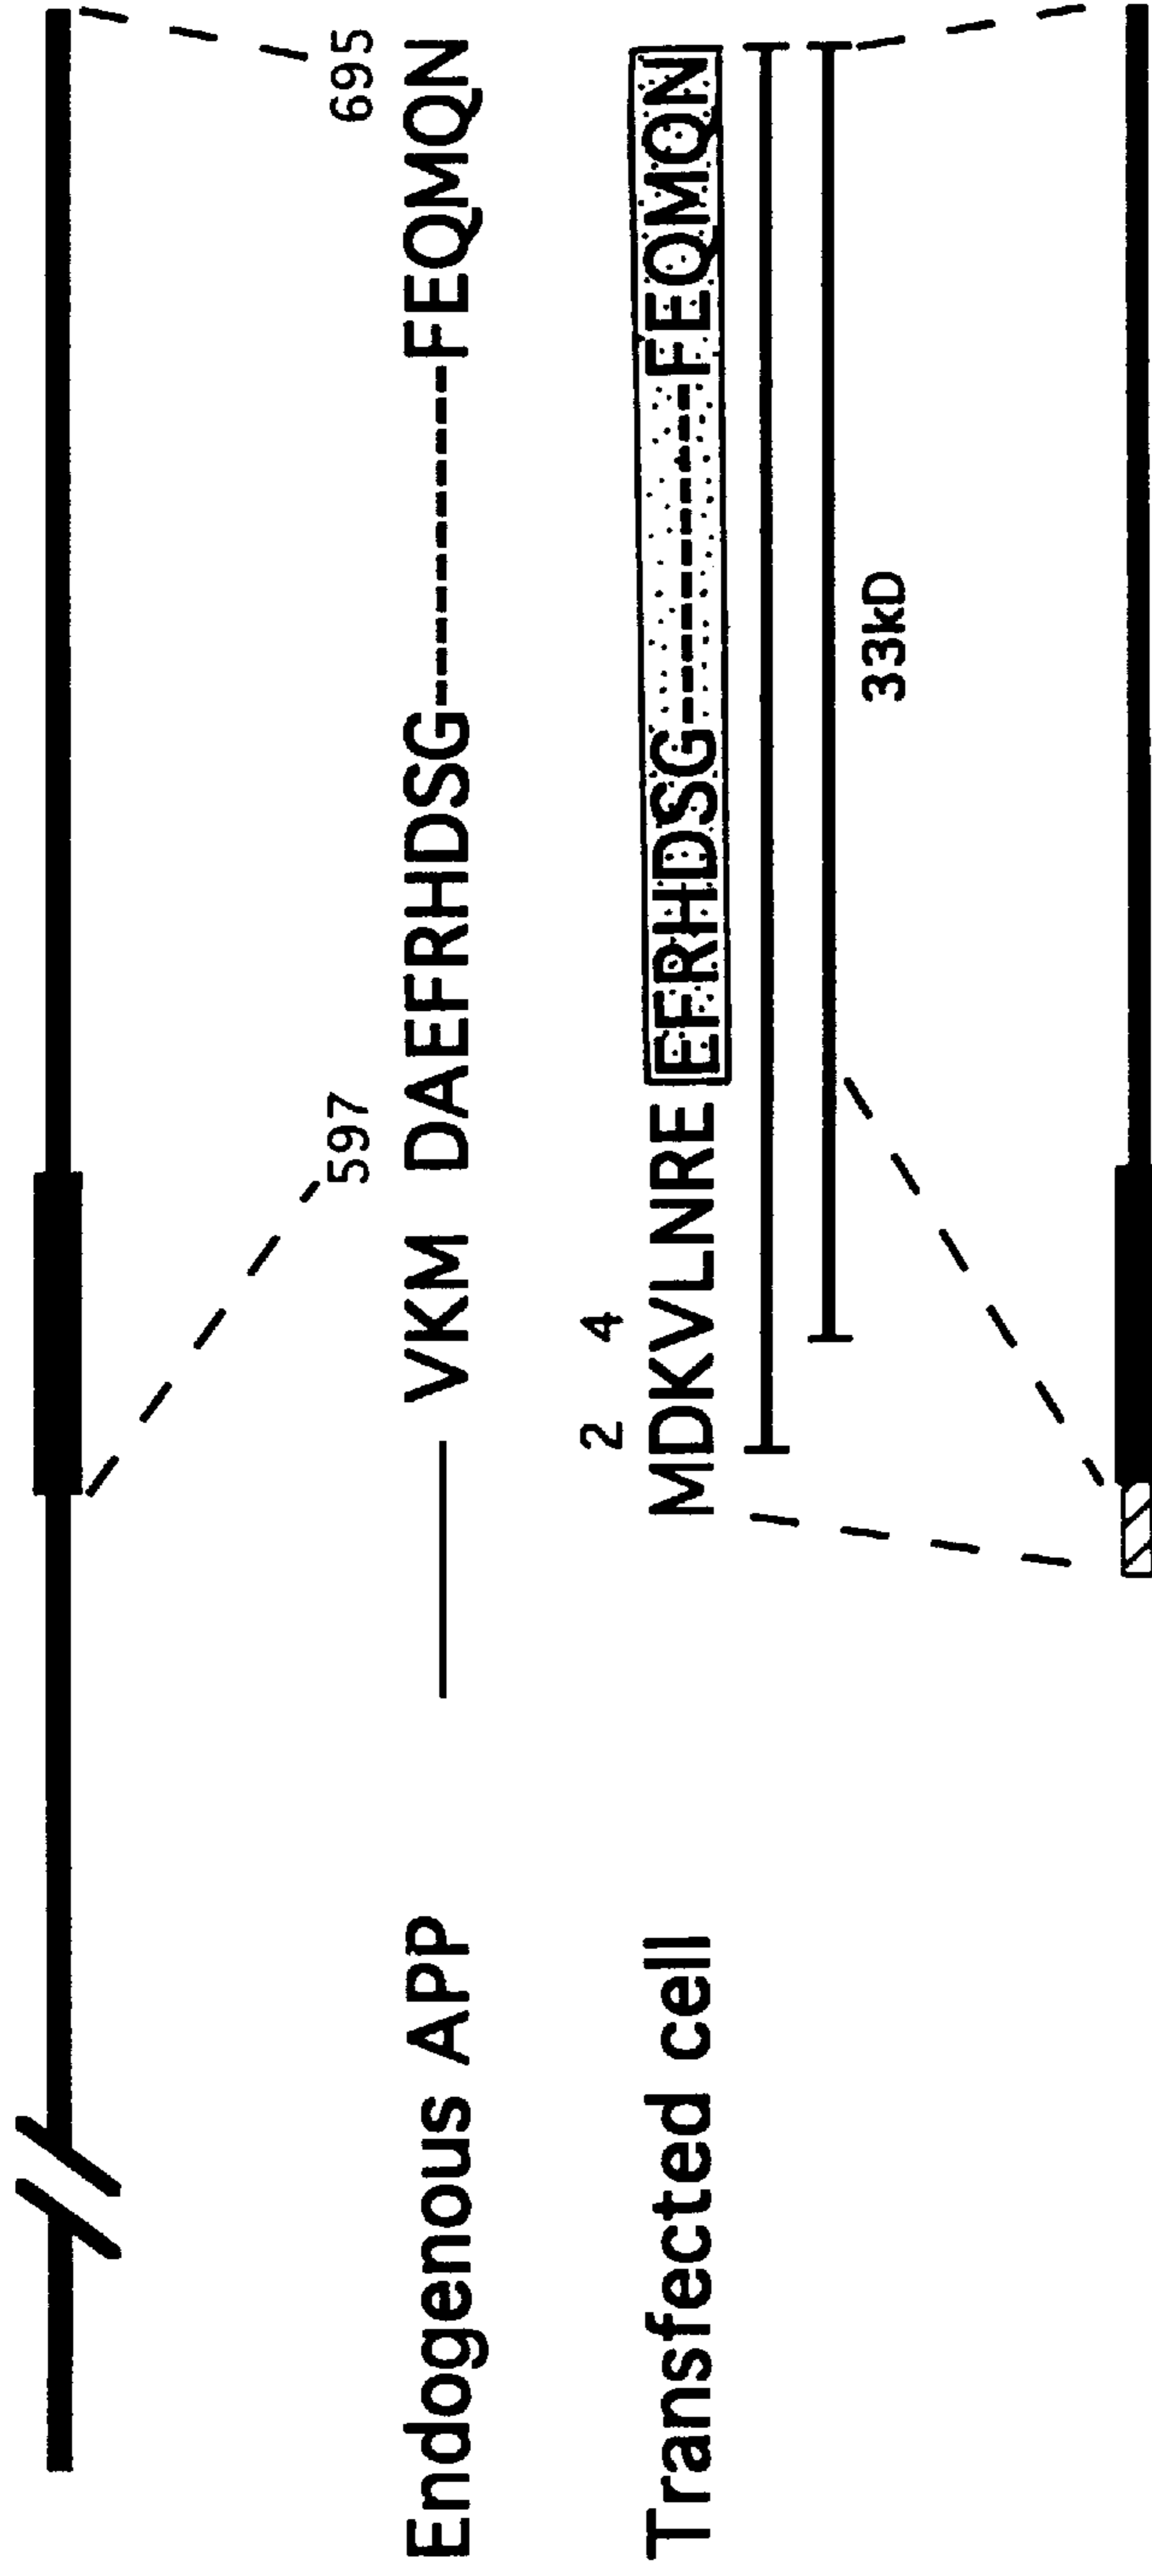 597 695
Endogenous APP —— VKM DAEFRHDSG-----------FEQMQN
2 4
Transfected cell MDKVLNRE EFRHDSG-----------FEQMQN
33kD